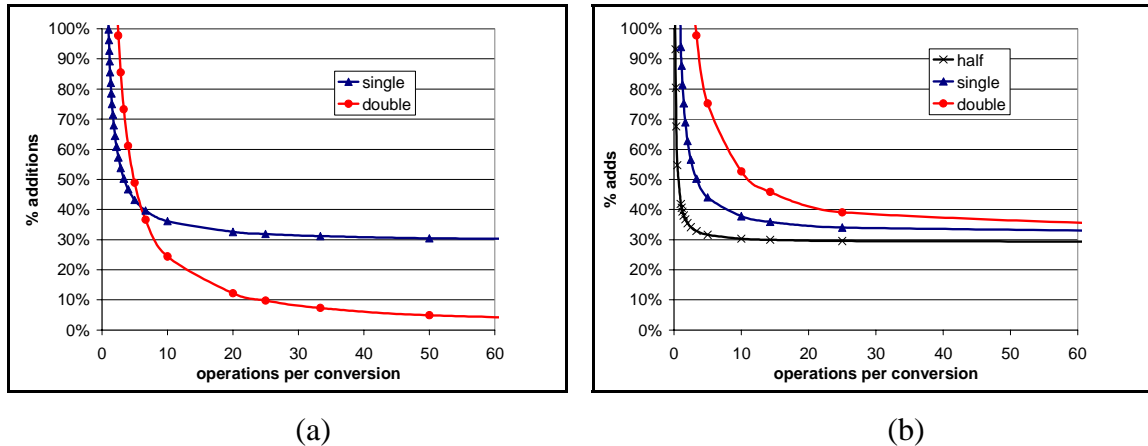 100%
90%
80%
70%
60%
50%
40%
30%
20%
10%
0%
% additions
single
double
0 10 20 30 40 50 60
operations per conversion
(a)
100%
90%
80%
70%
60%
50%
40%
30%
20%
10%
0%
% adds
half
single
double
0 10 20 30 40 50 60
operations per conversion
(b)